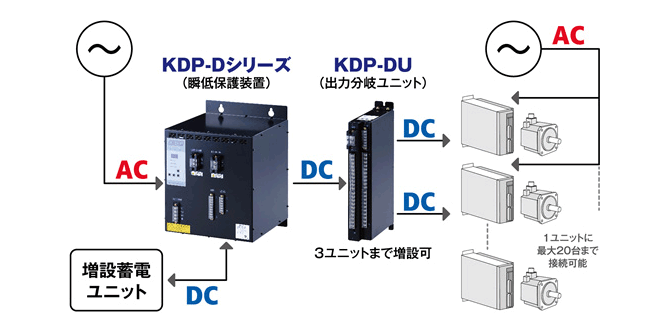 KDP-Dシリーズ
（瞬低保護装置）
KDP-DU
（出力分岐ユニット）
AC
AC
DC
DC
DC
3ユニットまで増設可
増設蓄電
ユニット
DC
1ユニットに
最大20台まで
接続可能